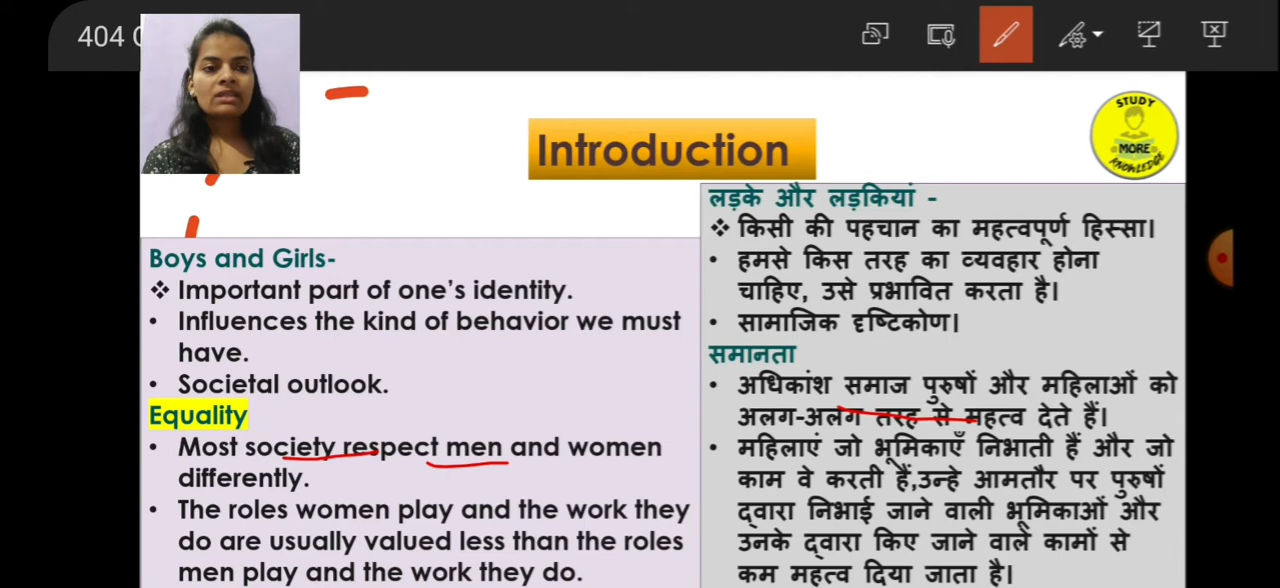 404
Introduction
STUDY
MORE
KNOWLEDGE
Boys and Girls-
❖ Important part of one's identity.
• Influences the kind of behavior we must
have.
• Societal outlook.
Equality
• Most society respect men and women
differently.
• The roles women play and the work they
do are usually valued less than the roles
men play and the work they do.
लड़के और लड़कियां -
❖ किसी की पहचान का महत्वपूर्ण हिस्सा।
• हमसे किस तरह का व्यवहार होना
चाहिए, उसे प्रभावित करता है।
• सामाजिक दृष्टिकोण।
समानता
• अधिकांश समाज पुरुषों और महिलाओं को
अलग-अलग तरह से महत्व देते हैं।
• महिलाएं जो भूमिकाएँ निभाती हैं और जो
काम वे करती हैं,उन्हे आमतौर पर पुरुषों
द्वारा निभाई जाने वाली भूमिकाओं और
उनके द्वारा किए जाने वाले कामों से
कम महत्व दिया जाता है।